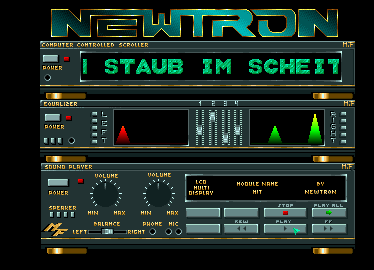 NEWTRON
COMPUTER CONTROLLED SCROLLER M.F
POWER
STAUB IM SCHEIT
EQUALIZER M.F
1 2 3 4
POWER
LEFT
RIGHT
SOUND PLAYER M.F
POWER
VOLUME VOLUME
LCD MODULE NAME BY
MULTI HIT NEWTRON
DISPLAY
SPEAKER
MIN MAX MIN MAX
STOP PLAY ALL
BALANCE PHONE MIC
REW PLAY FF
LEFT RIGHT
MF